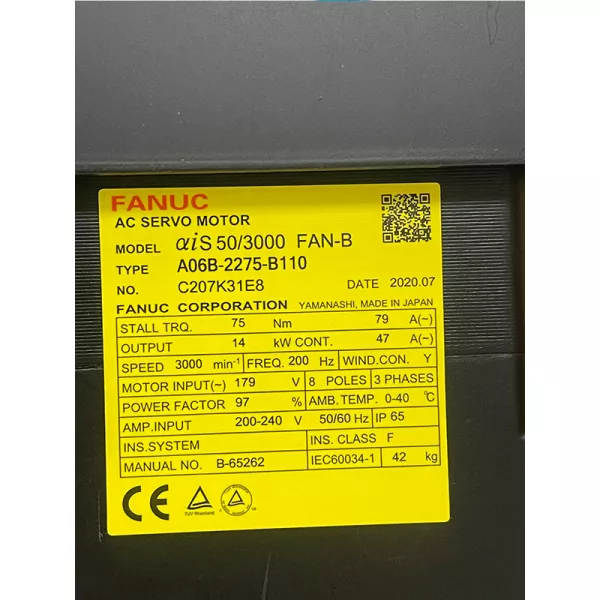 FANUC
AC SERVO MOTOR
MODEL αiS 50/3000 FAN-B
TYPE A06B-2275-B110
NO. C207K31E8 DATE 2020.07
FANUC CORPORATION YAMANASHI, MADE IN JAPAN
STALL TRQ. 75 Nm 79 A(~)
OUTPUT 14 kW CONT. 47 A(~)
SPEED 3000 min⁻¹ FREQ. 200 Hz WIND.CON. Y
MOTOR INPUT(~) 179 V 8 POLES 3 PHASES
POWER FACTOR 97 % AMB.TEMP. 0-40 ℃
AMP.INPUT 200-240 V 50/60 Hz IP 65
INS.SYSTEM INS. CLASS F
MANUAL NO. B-65262 IEC60034-1 42 kg
CE
TÜV Rheinland